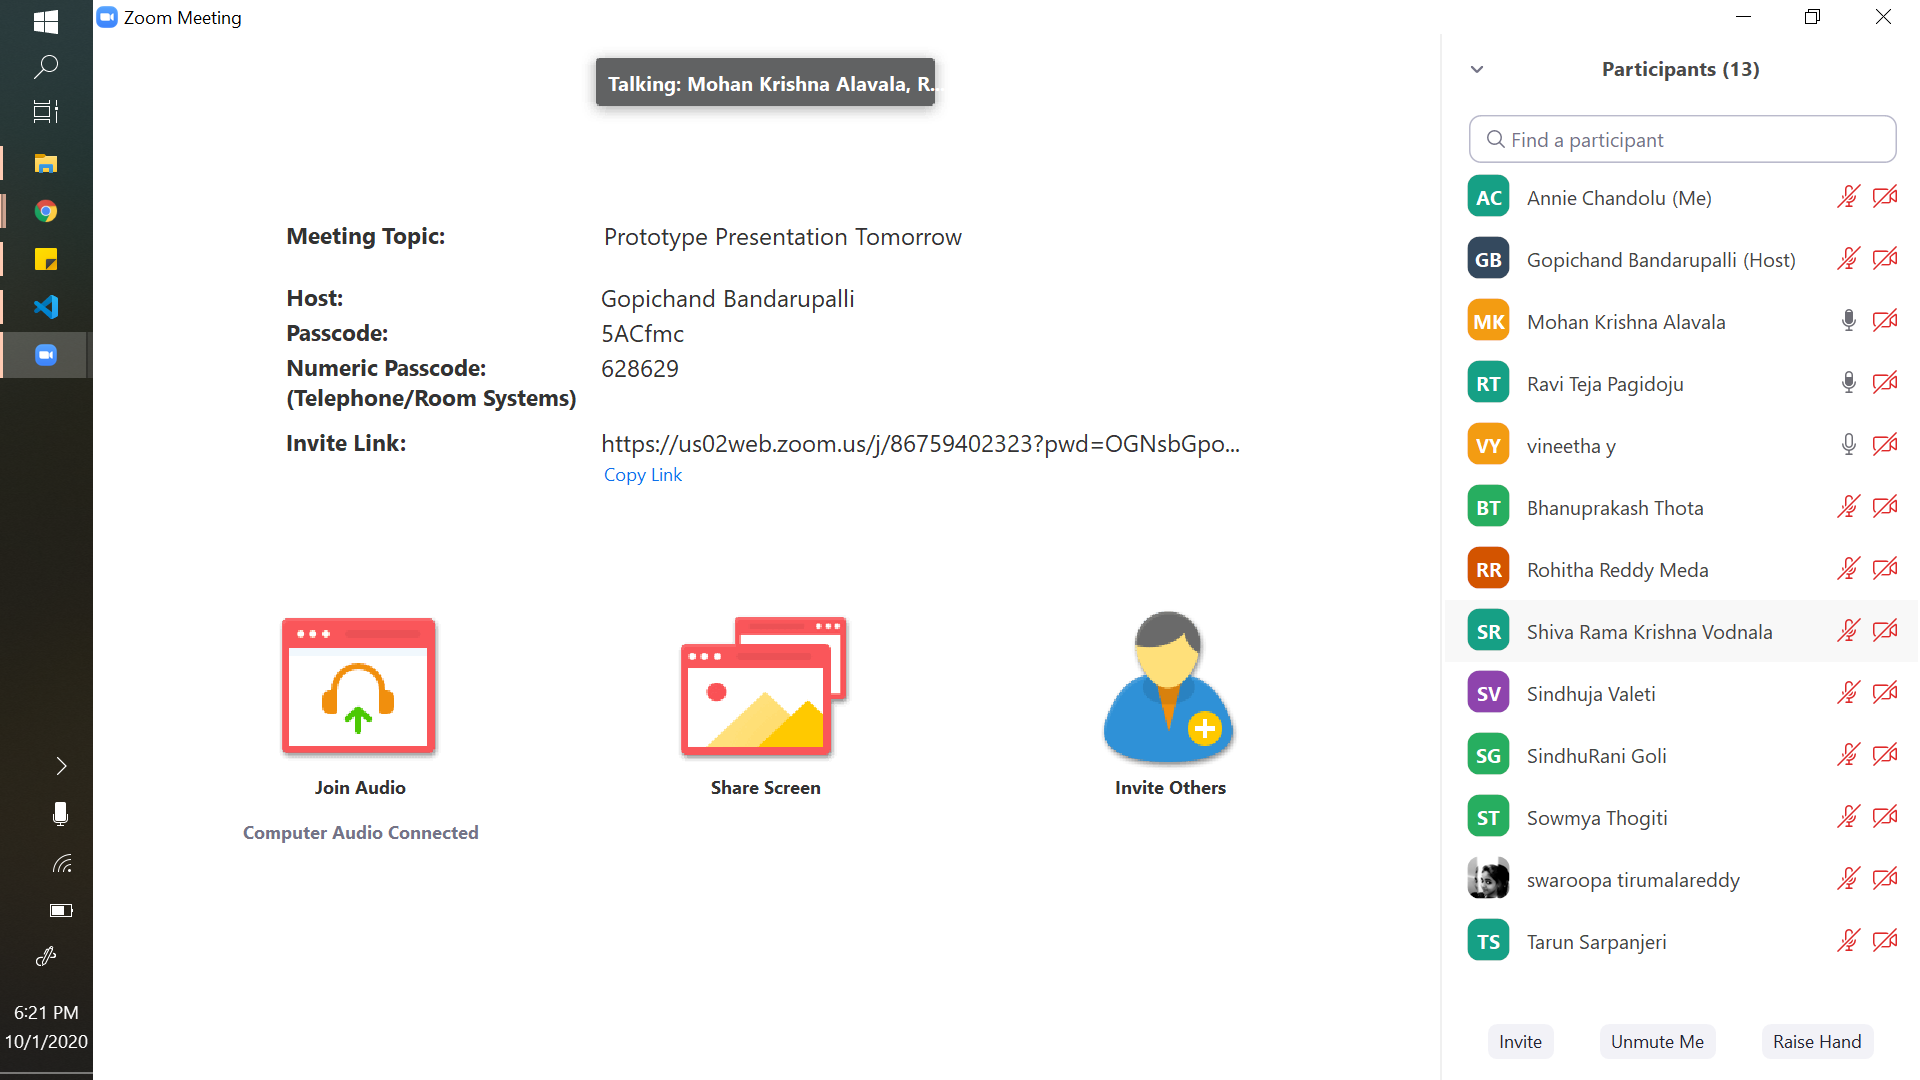 Zoom Meeting
Talking: Mohan Krishna Alavala, R...
Meeting Topic: Prototype Presentation Tomorrow
Host: Gopichand Bandarupalli
Passcode: 5ACfmc
Numeric Passcode: 628629
(Telephone/Room Systems)
Invite Link: https://us02web.zoom.us/j/86759402323?pwd=OGNsbGpo...
Copy Link
Join Audio
Computer Audio Connected
Share Screen
Invite Others
Participants (13)
Find a participant
AC Annie Chandolu (Me)
GB Gopichand Bandarupalli (Host)
MK Mohan Krishna Alavala
RT Ravi Teja Pagidoju
VY vineetha y
BT Bhanuprakash Thota
RR Rohitha Reddy Meda
SR Shiva Rama Krishna Vodnala
SV Sindhuja Valeti
SG SindhuRani Goli
ST Sowmya Thogiti
swaroopa tirumalareddy
TS Tarun Sarpanjeri
Invite Unmute Me Raise Hand
6:21 PM
10/1/2020